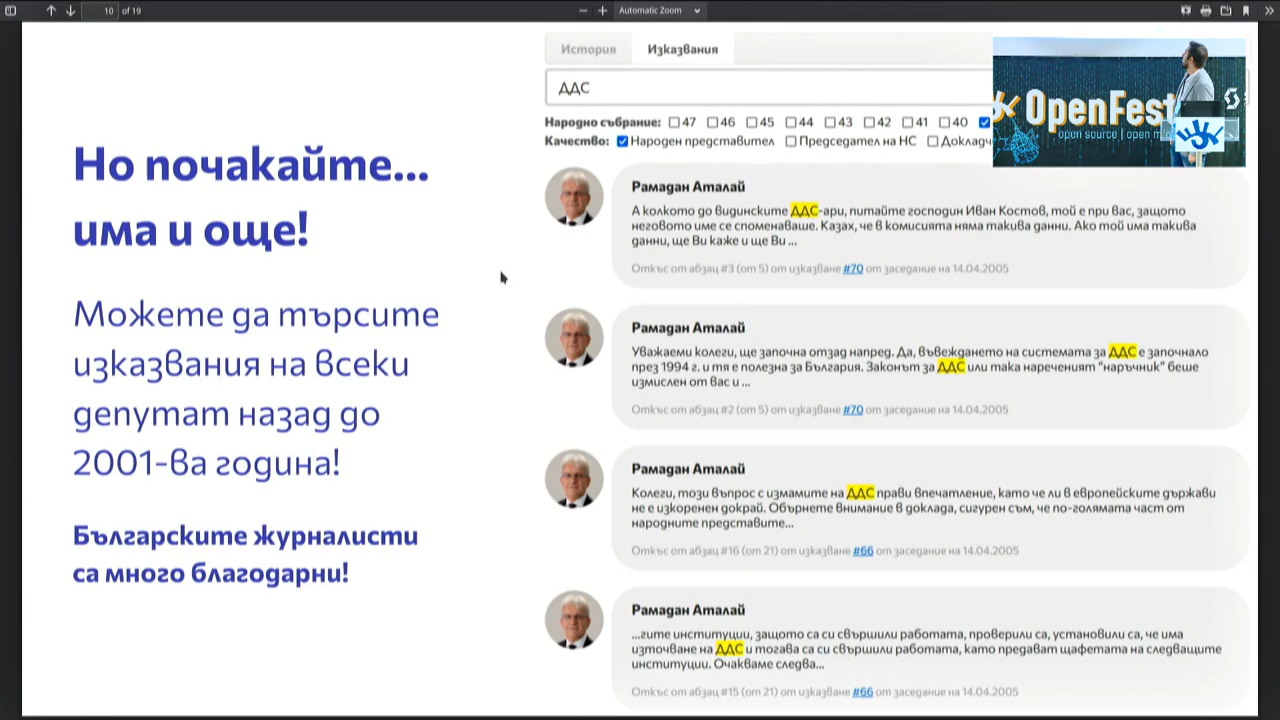 10 of 19
Automatic Zoom
Но почакайте...
има и още!
Можете да търсите
изказвания на всеки
депутат назад до
2001-ва година!
Българските журналисти
са много благодарни!
История Изказвания
ДДС
Народно събрание: 47 46 45 44 43 42 41 40
Качество: Народен представител Председател на НС Докладч
OpenFest
open source | open
Рамадан Аталай
А колкото до видинските ДДС-ари, питайте господин Иван Костов, той е при вас, защото
неговото име се споменаваше. Казах, че в комисията няма такива данни. Ако той има такива
данни, ще Ви каже и ще Ви ...
Откъс от абзац #3 (от 5) от изказване #70 от заседание на 14.04.2005
Рамадан Аталай
Уважаеми колеги, ще започна отзад напред. Да, въвеждането на системата за ДДС е започнало
през 1994 г. и тя е полезна за България. Законът за ДДС или така нареченият "наръчник" беше
измислен от вас и ...
Откъс от абзац #2 (от 5) от изказване #70 от заседание на 14.04.2005
Рамадан Аталай
Колеги, този въпрос с измамите на ДДС прави впечатление, като че ли в европейските държави
не е изкоренен докрай. Обърнете внимание в доклада, сигурен съм, че по-голямата част от
народните представите...
Откъс от абзац #16 (от 21) от изказване #66 от заседание на 14.04.2005
Рамадан Аталай
...гите институции, защото са си свършили работата, проверили са, установили са, че има
източване на ДДС и тогава са си свършили работата, като предават щафетата на следващите
институции. Очакваме следва...
Откъс от абзац #15 (от 21) от изказване #66 от заседание на 14.04.2005